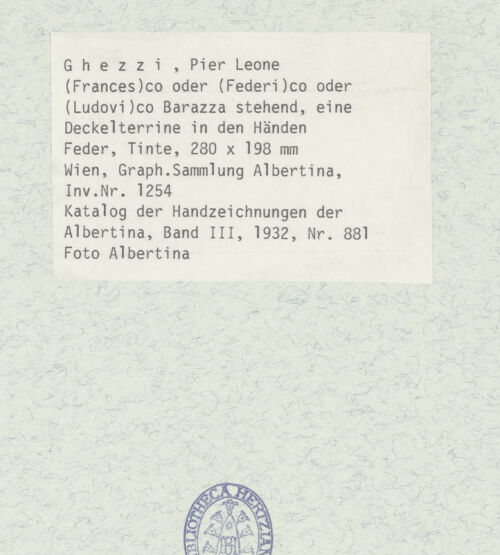 G h e z z i , Pier Leone
(Frances)co oder (Federi)co oder
(Ludovi)co Barazza stehend, eine
Deckelterrine in den Händen
Feder, Tinte, 280 x 198 mm
Wien, Graph.Sammlung Albertina,
Inv.Nr. 1254
Katalog der Handzeichnungen der
Albertina, Band III, 1932, Nr. 881
Foto Albertina
BIBLIOTHECA HERTZIAN